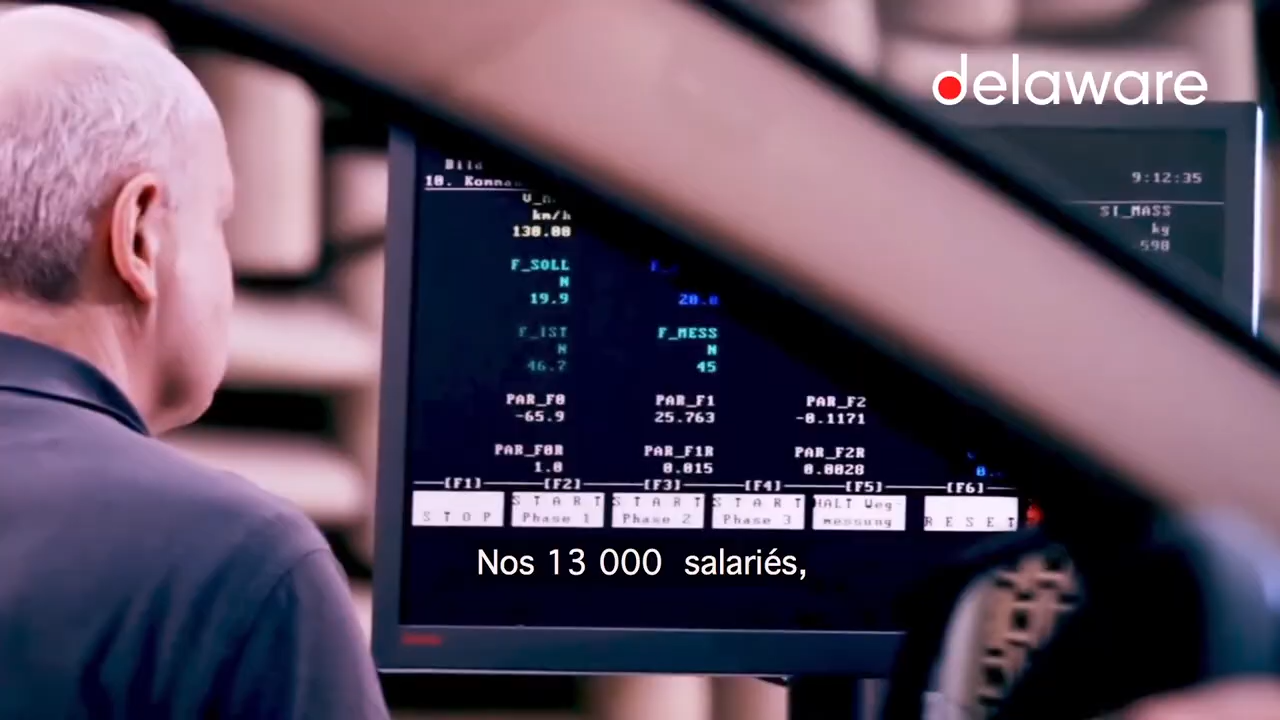 delaware
9:12:35
10.
km/h
130.00
ST_MASS
kg
590
F_SOLL
N
19.9
20.0
F_IST
N
46.7
F_MESS
N
45
PAR_F0 PAR_F1 PAR_F2
-65.9 25.763 -0.1171
PAR_F0R PAR_F1R PAR_F2R
1.0 0.015 0.0028
[F1] [F2] [F3] [F4] [F5] [F6]
STOP
START Phase 1
START Phase 2
START Phase 3
HALT Weg-messung
RESET
Nos 13 000 salariés,